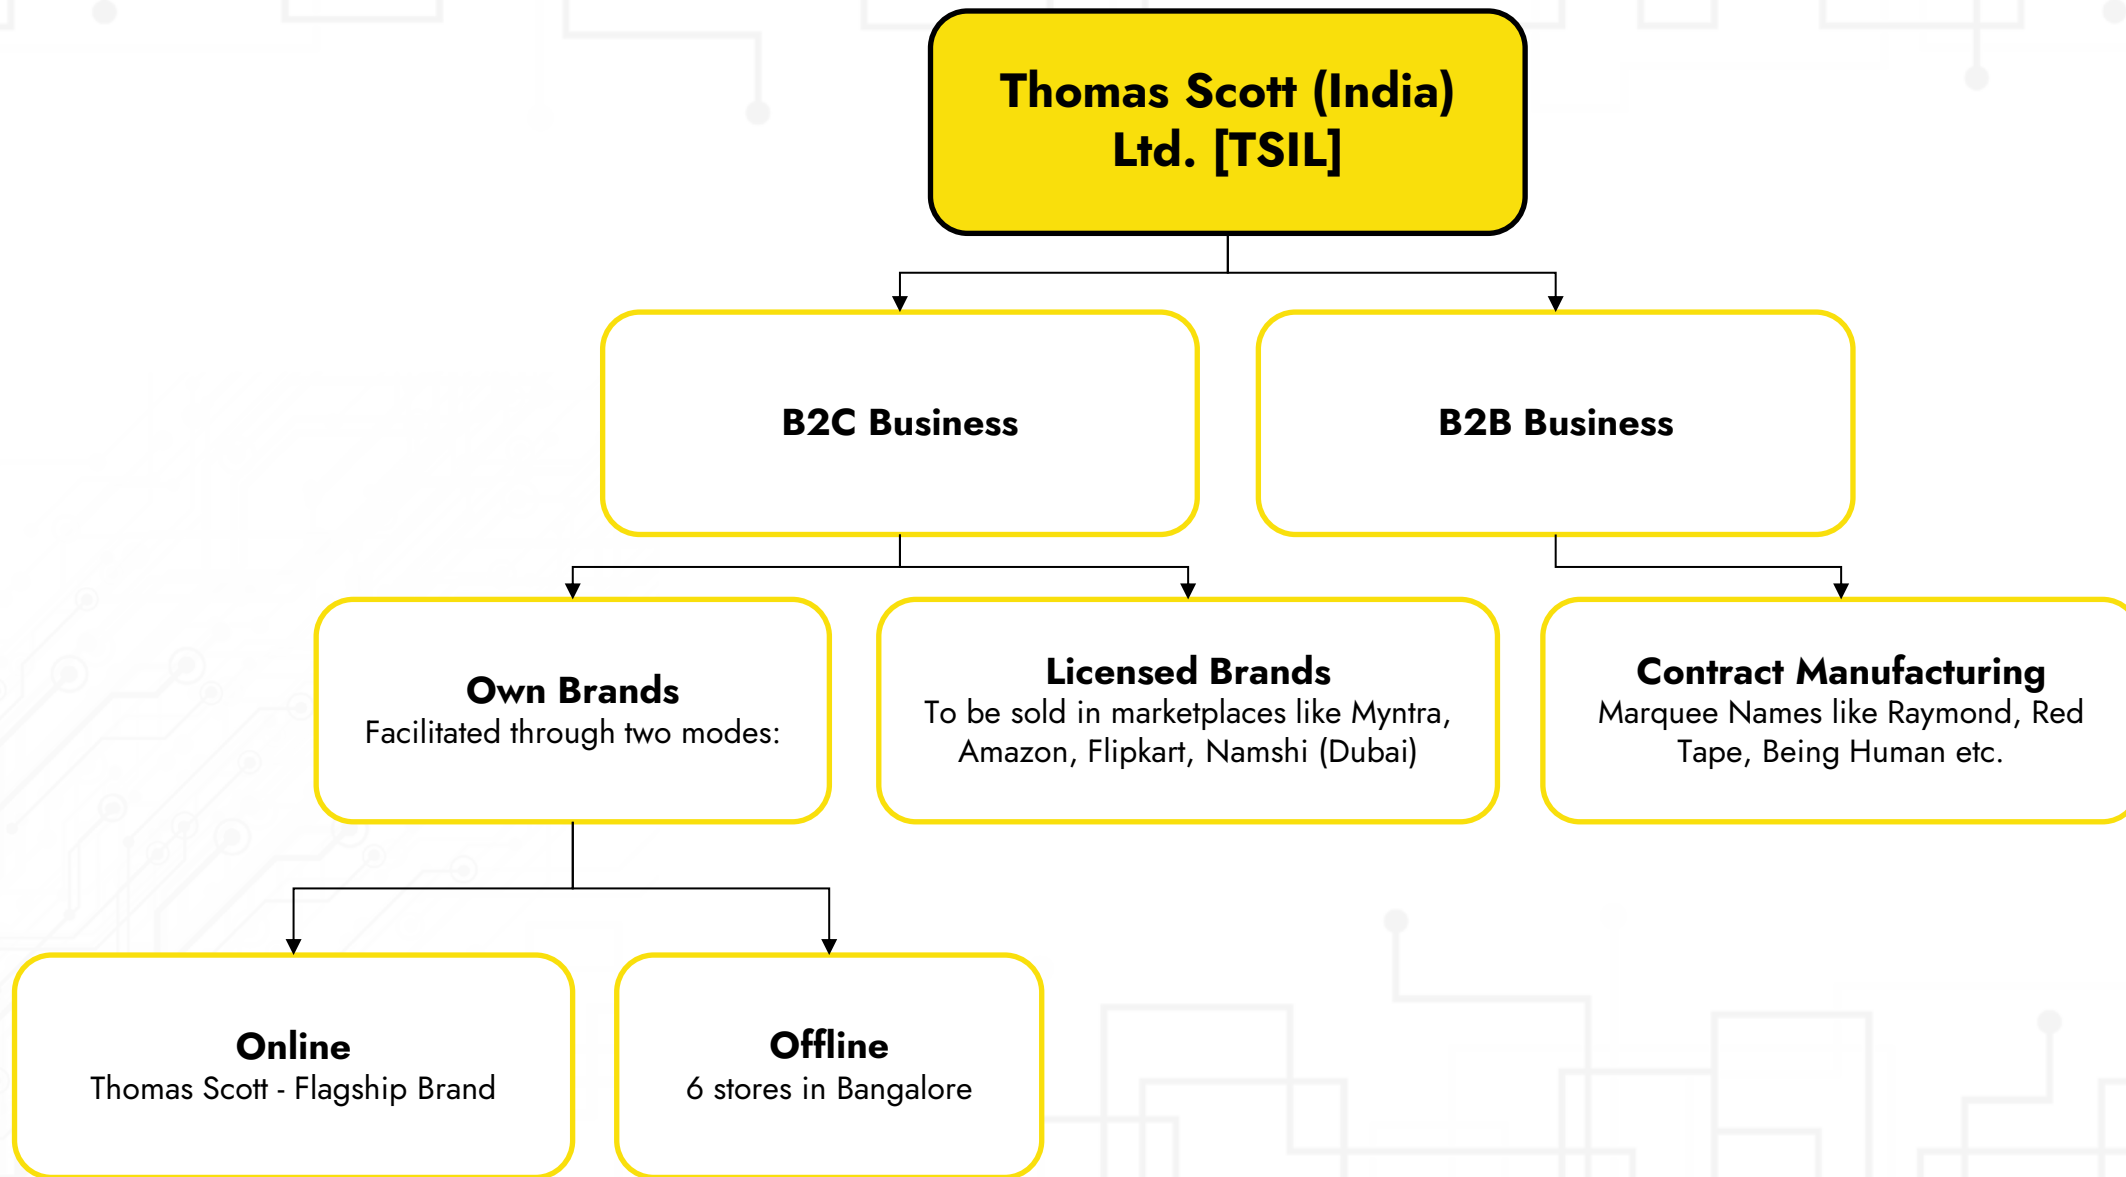 Thomas Scott (India)
Ltd. [TSIL]
B2C Business
B2B Business
Own Brands
Facilitated through two modes:
Licensed Brands
To be sold in marketplaces like Myntra,
Amazon, Flipkart, Namshi (Dubai)
Contract Manufacturing
Marquee Names like Raymond, Red
Tape, Being Human etc.
Online
Thomas Scott - Flagship Brand
Offline
6 stores in Bangalore